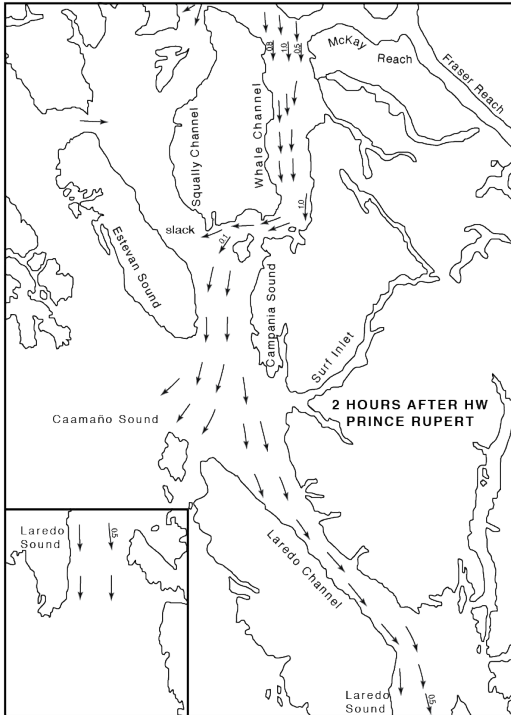 0.8
1.0
0.5
McKay
Reach
Fraser Reach
Squally Channel
Whale Channel
1.0
slack
0.1
Estevan Sound
Campania Sound
Surf Inlet
2 HOURS AFTER HW
PRINCE RUPERT
Caamaño Sound
Laredo
Sound
0.5
Laredo Channel
Laredo
Sound
0.5